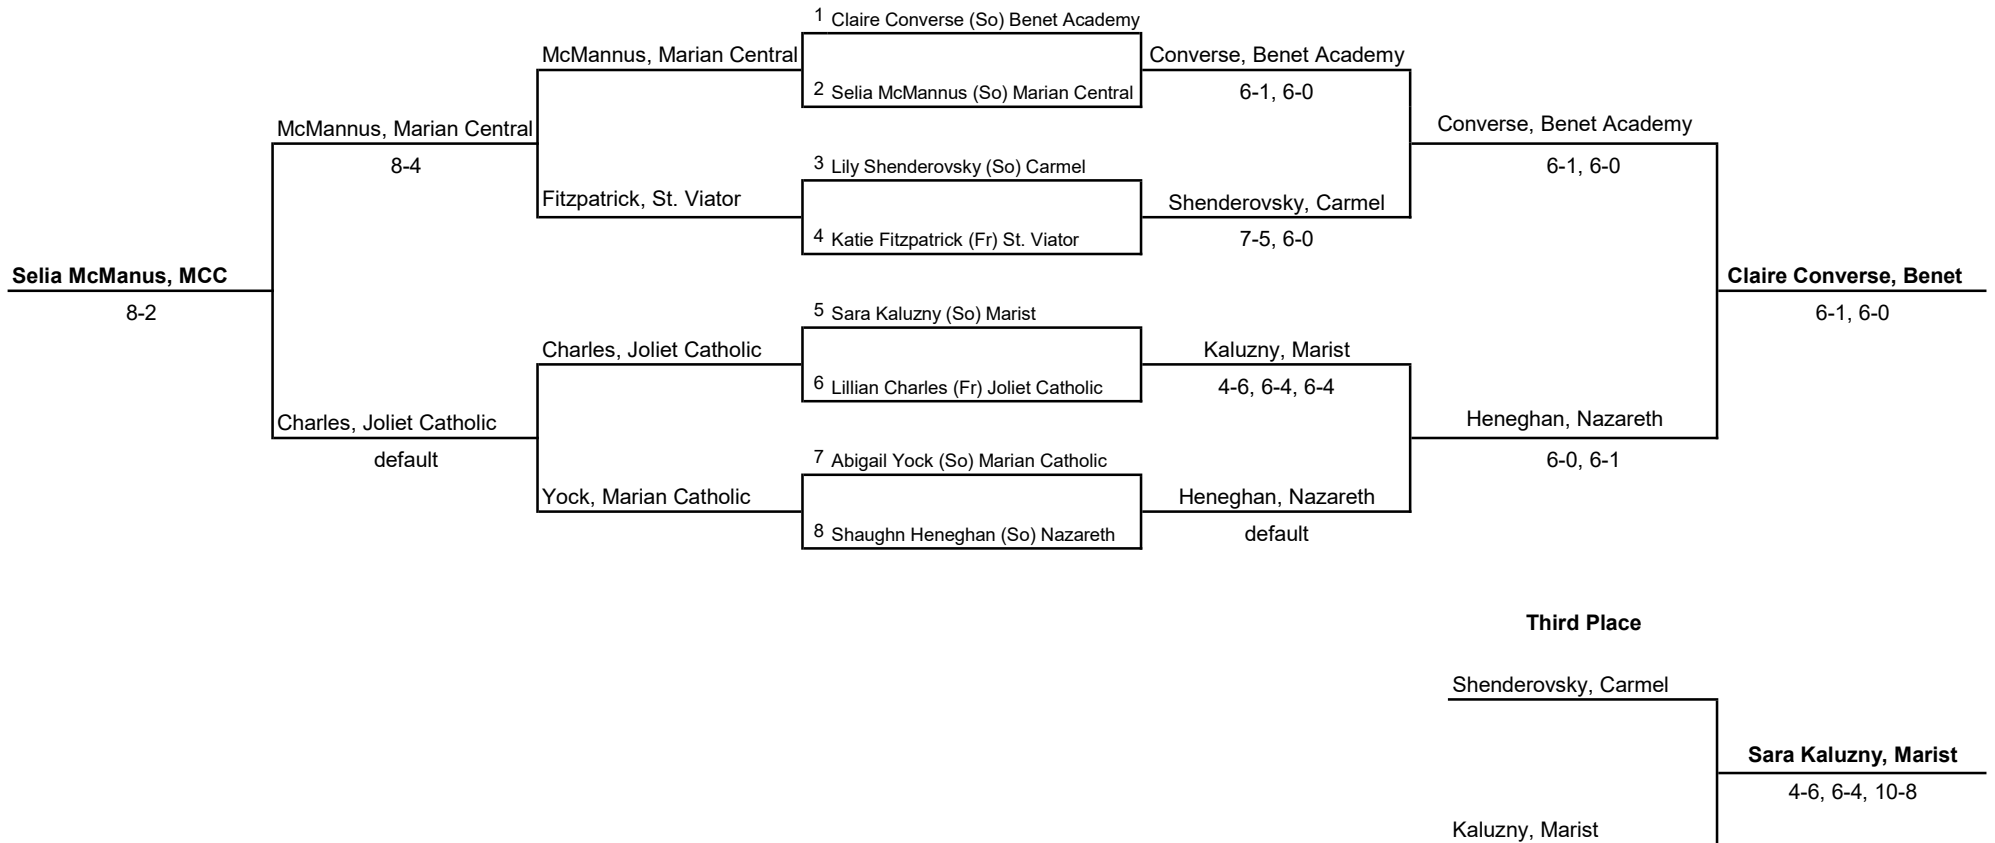 1 Claire Converse (So) Benet Academy
McMannus, Marian Central
Converse, Benet Academy
2 Selia McMannus (So) Marian Central
6-1, 6-0
McMannus, Marian Central
Converse, Benet Academy
8-4
3 Lily Shenderovsky (So) Carmel
6-1, 6-0
Fitzpatrick, St. Viator
Shenderovsky, Carmel
4 Katie Fitzpatrick (Fr) St. Viator
7-5, 6-0
Selia McManus, MCC
Claire Converse, Benet
8-2
5 Sara Kaluzny (So) Marist
6-1, 6-0
Charles, Joliet Catholic
Kaluzny, Marist
6 Lillian Charles (Fr) Joliet Catholic
4-6, 6-4, 6-4
Charles, Joliet Catholic
Heneghan, Nazareth
default
7 Abigail Yock (So) Marian Catholic
6-0, 6-1
Yock, Marian Catholic
Heneghan, Nazareth
8 Shaughn Heneghan (So) Nazareth
default
Third Place
Shenderovsky, Carmel
Sara Kaluzny, Marist
4-6, 6-4, 10-8
Kaluzny, Marist